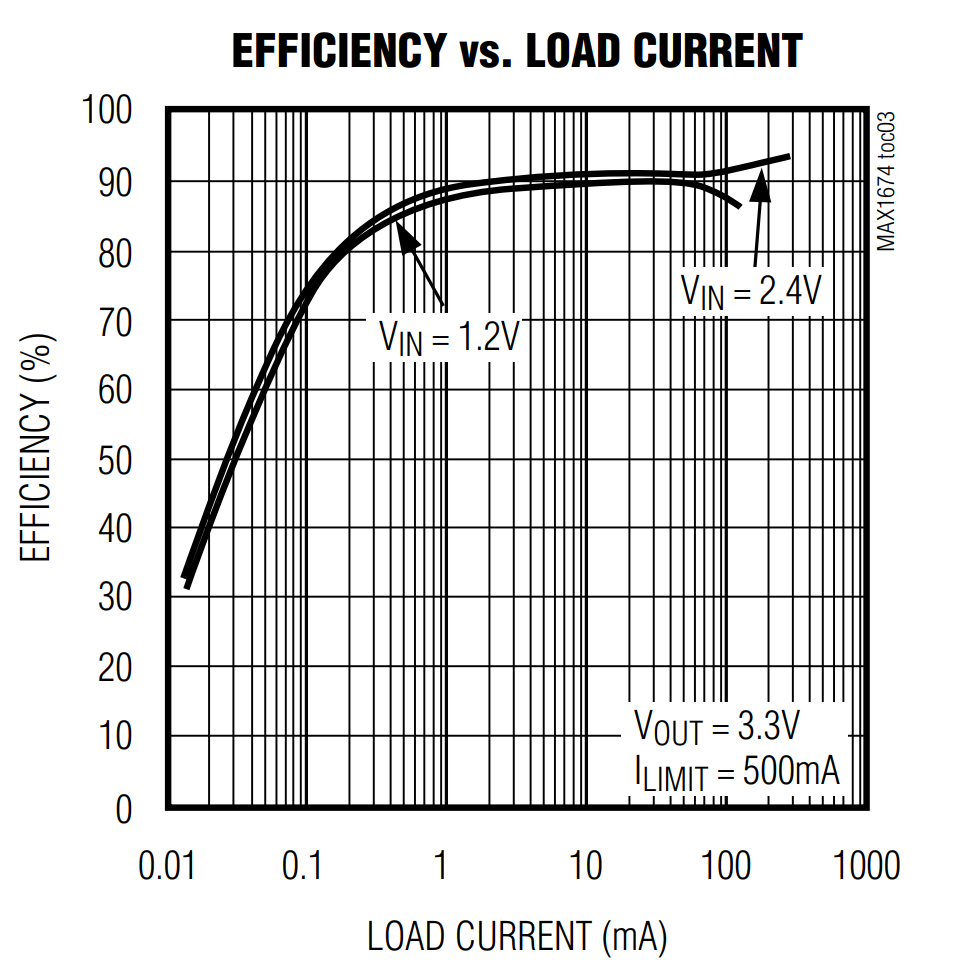 EFFICIENCY vs. LOAD CURRENT
MAX1674 toc03
EFFICIENCY (%)
100
90
80
70
60
50
40
30
20
10
0
VIN = 2.4V
VIN = 1.2V
VOUT = 3.3V
ILIMIT = 500mA
0.01 0.1 1 10 100 1000
LOAD CURRENT (mA)